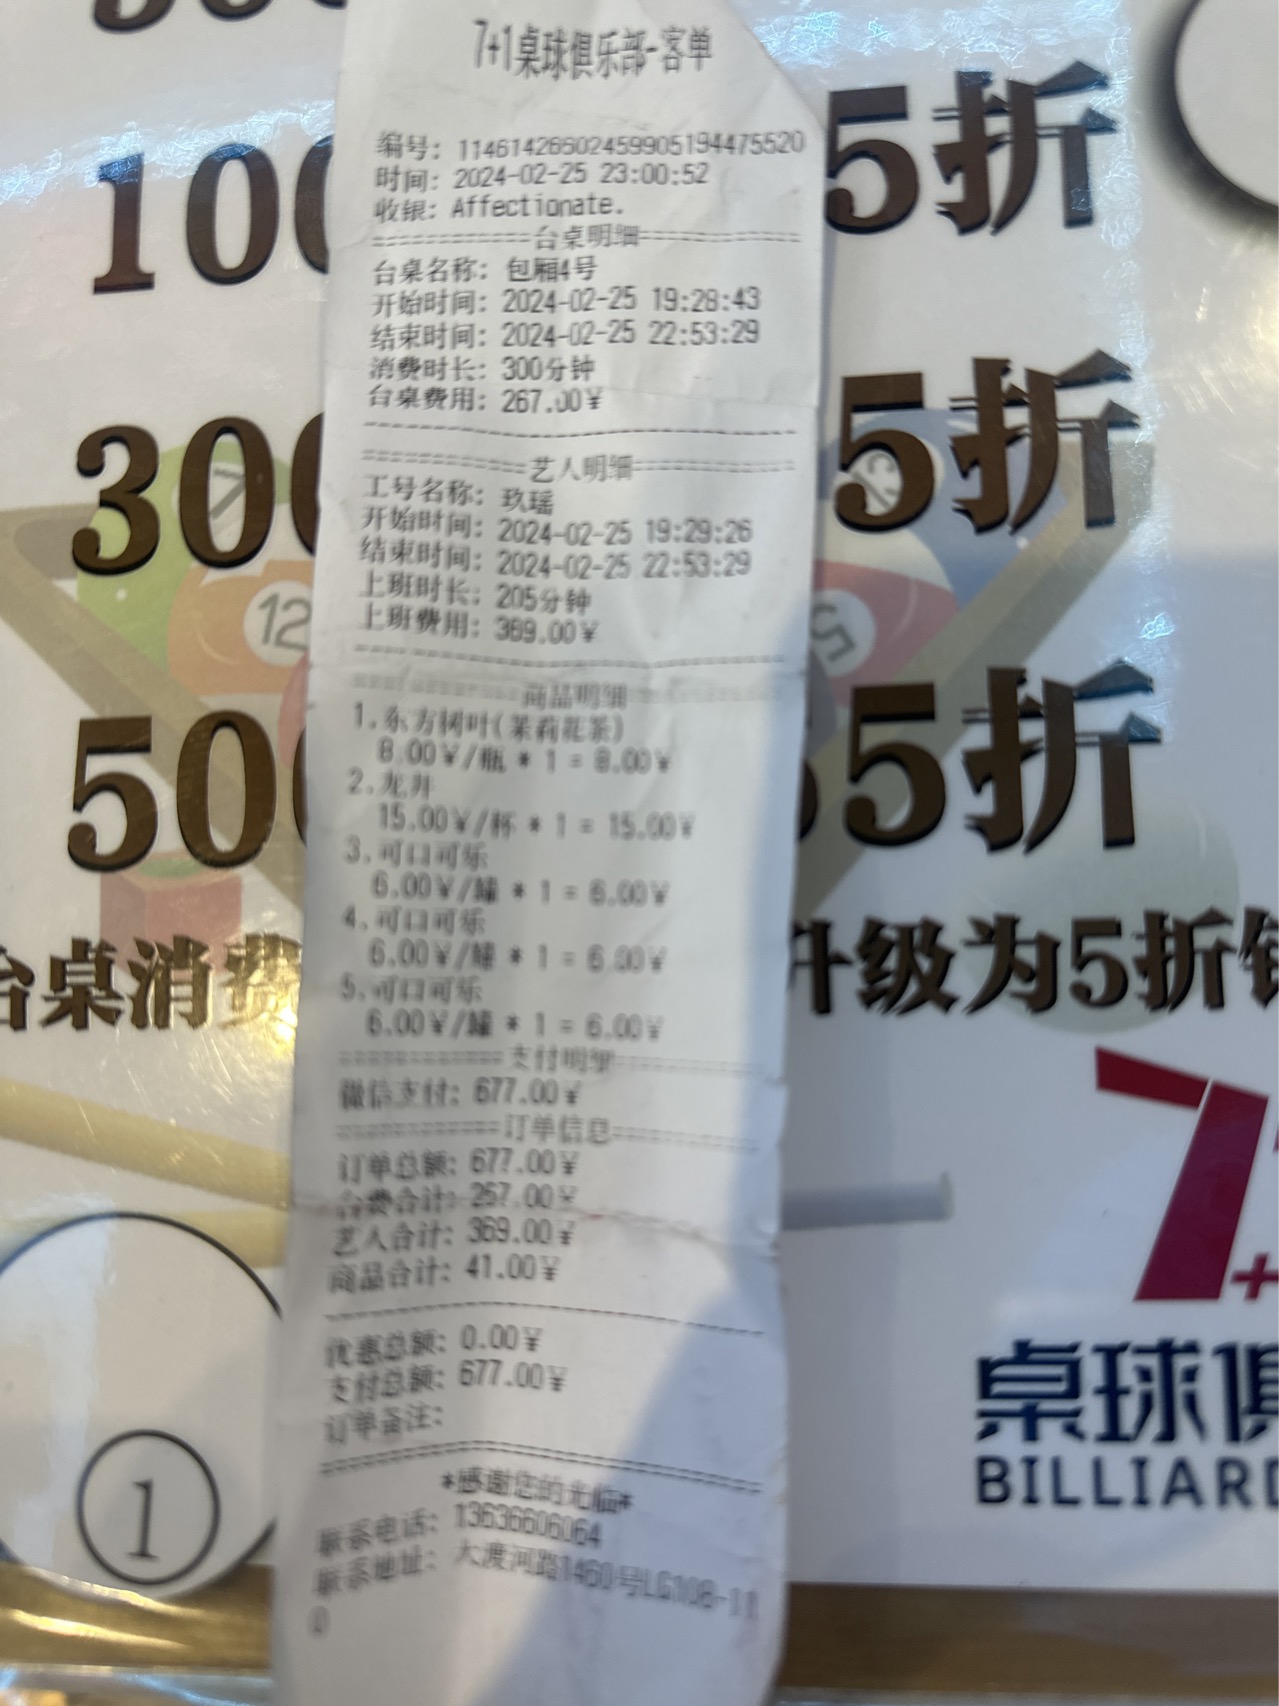 7+1桌球俱乐部-客单
编号: 1146142660245990519447552​0
时间: 2024-02-25 23:00:52
收银: Affectionate.
============台桌明细============
台桌名称: 包厢4号
开始时间: 2024-02-25 19:28:43
结束时间: 2024-02-25 22:53:29
消费时长: 300分钟
台桌费用: 267.00¥
============艺人明细============
工号名称: 玖瑶
开始时间: 2024-02-25 19:29:26
结束时间: 2024-02-25 22:53:29
上班时长: 205分钟
上班费用: 369.00¥
============商品明细============
1.东方树叶(茉莉花茶)
8.00¥/瓶 * 1 = 8.00¥
2.龙井
15.00¥/杯 * 1 = 15.00¥
3.可口可乐
6.00¥/罐 * 1 = 6.00¥
4.可口可乐
6.00¥/罐 * 1 = 6.00¥
5.可口可乐
6.00¥/罐 * 1 = 6.00¥
============支付明细============
微信支付: 677.00¥
============订单信息============
订单总额: 677.00¥
台费合计: 267.00¥
艺人合计: 369.00¥
商品合计: 41.00¥
优惠总额: 0.00¥
支付总额: 677.00¥
订单备注:
*感谢您的光临*
联系电话: 13636606064
联系地址: 大渡河路1460号LG108-11
0
100
5折
300
5折
500
55折
台桌消费
升级为5折
7+
桌球俱
BILLIARD
1
12
7
5